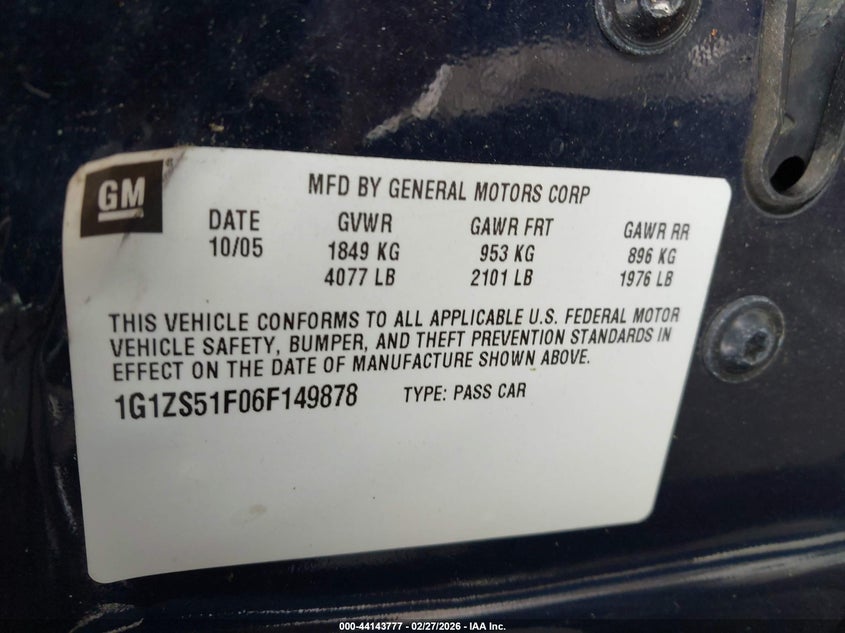 GM ®
MFD BY GENERAL MOTORS CORP
DATE GVWR GAWR FRT GAWR RR
10/05 1849 KG 953 KG 896 KG
4077 LB 2101 LB 1976 LB
THIS VEHICLE CONFORMS TO ALL APPLICABLE U.S. FEDERAL MOTOR
VEHICLE SAFETY, BUMPER, AND THEFT PREVENTION STANDARDS IN
EFFECT ON THE DATE OF MANUFACTURE SHOWN ABOVE.
1G1ZS51F06F149878 TYPE: PASS CAR
000-44143777 - 02/27/2026 - IAA Inc.